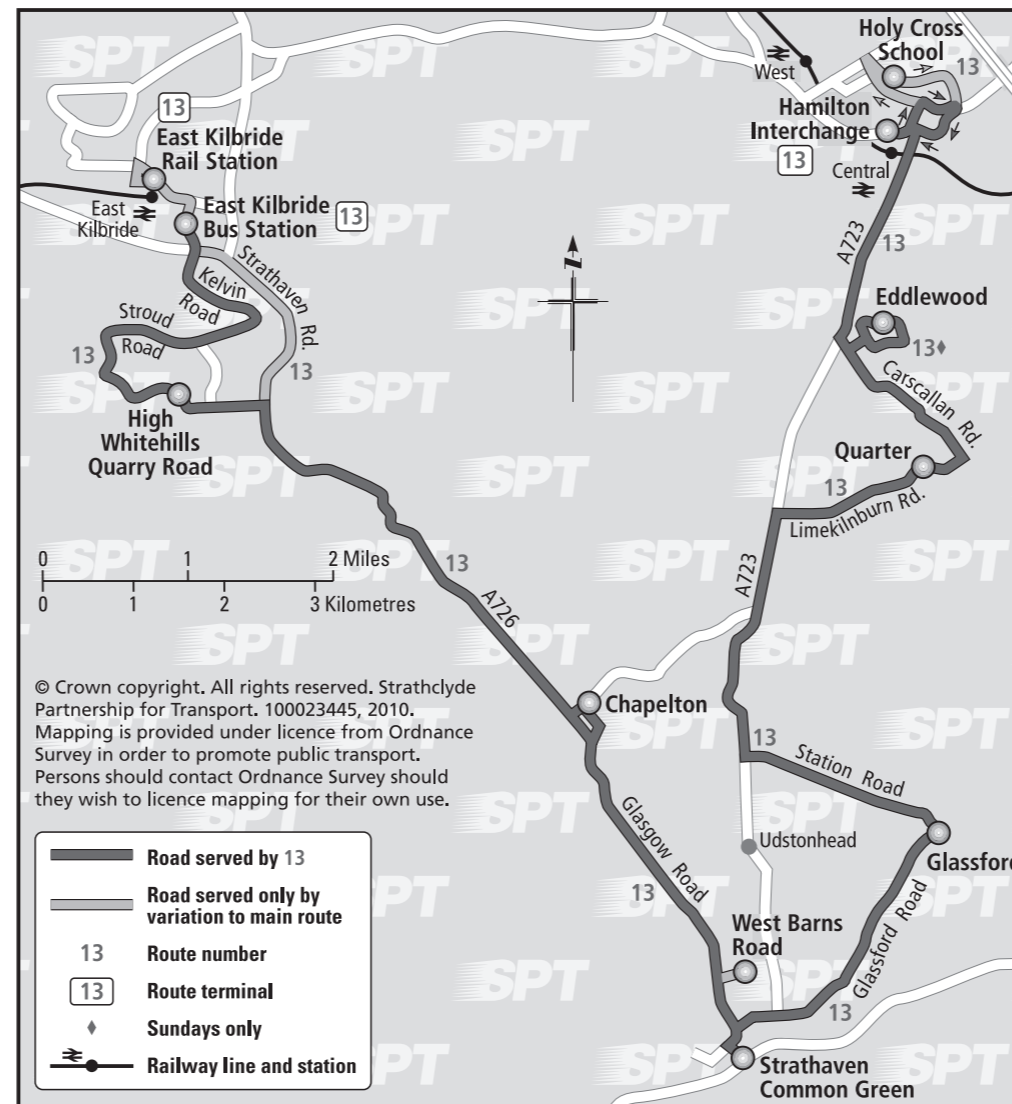 Holy Cross
School
13
West
Hamilton
Interchange
13
Central
13
East Kilbride
Rail Station
East
Kilbride
East Kilbride
Bus Station
13
Strathaven Rd.
Kelvin
Road
Stroud
Road
13
13
High
Whitehills
Quarry Road
A723
13
Eddlewood
13♦
Carscallan Rd.
Quarter
13
Limekilnburn Rd.
N
0 1 2 Miles
0 1 2 3 Kilometres
13
A726
A723
© Crown copyright. All rights reserved. Strathclyde
Partnership for Transport. 100023445, 2010.
Mapping is provided under licence from Ordnance
Survey in order to promote public transport.
Persons should contact Ordnance Survey should
they wish to licence mapping for their own use.
Chapelton
13
Station Road
Glasgow Road
13
Udstonhead
Glassford
Glassford Road
West Barns
Road
13
Strathaven
Common Green
Road served by 13
Road served only by
variation to main route
13 Route number
13 Route terminal
♦ Sundays only
Railway line and station
SPT